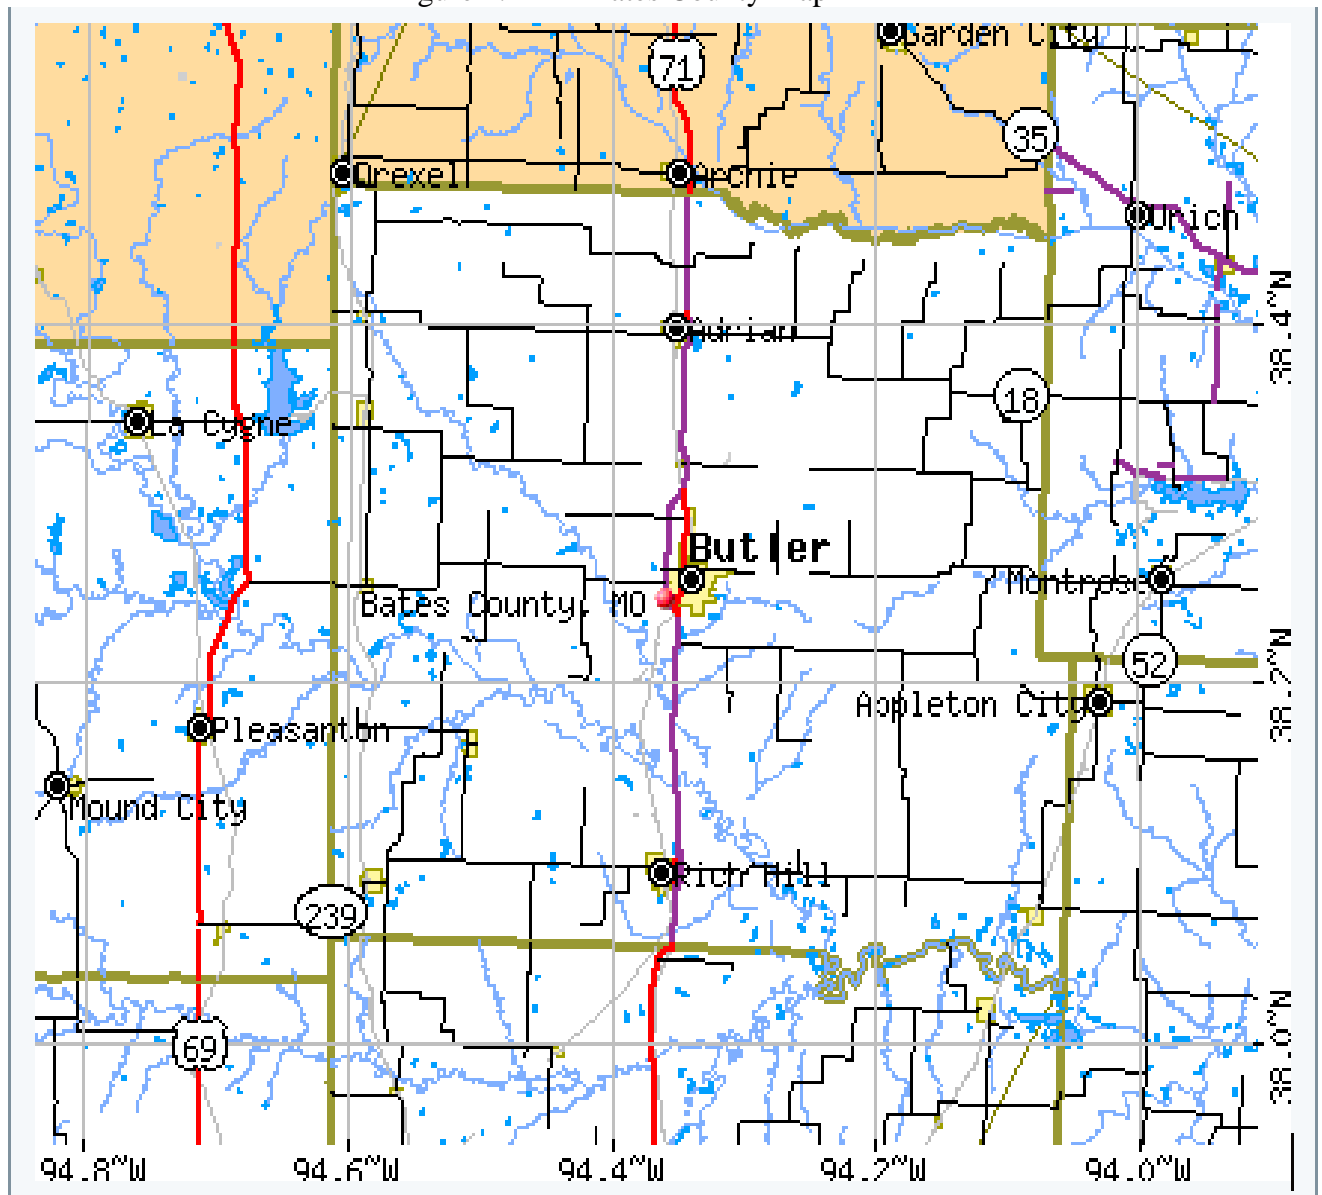 Garden City
71
35
Drexel
Archie
Urich
38.4°N
Adrian
18
La Cygne
Butler
Montrose
Bates County, MO
52
38.2°N
Appleton City
Pleasanton
Mound City
Rich Hill
239
38.0°N
69
94.8°W 94.6°W 94.4°W 94.2°W 94.0°W